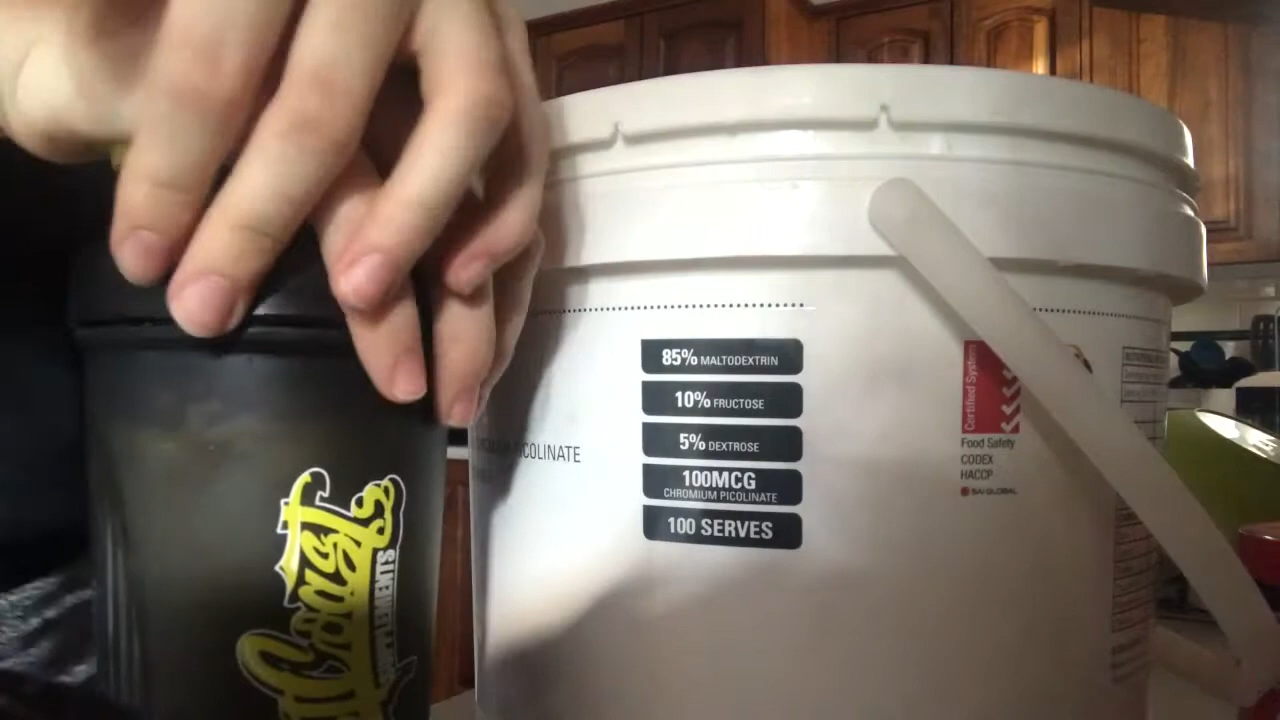 85% MALTODEXTRIN
10% FRUCTOSE
5% DEXTROSE
100MCG
CHROMIUM PICOLINATE
100 SERVES
COLINATE
Certified System
Food Safety
CODEX
HACCP
SAI GLOBAL
Coast
SUPPLEMENTS